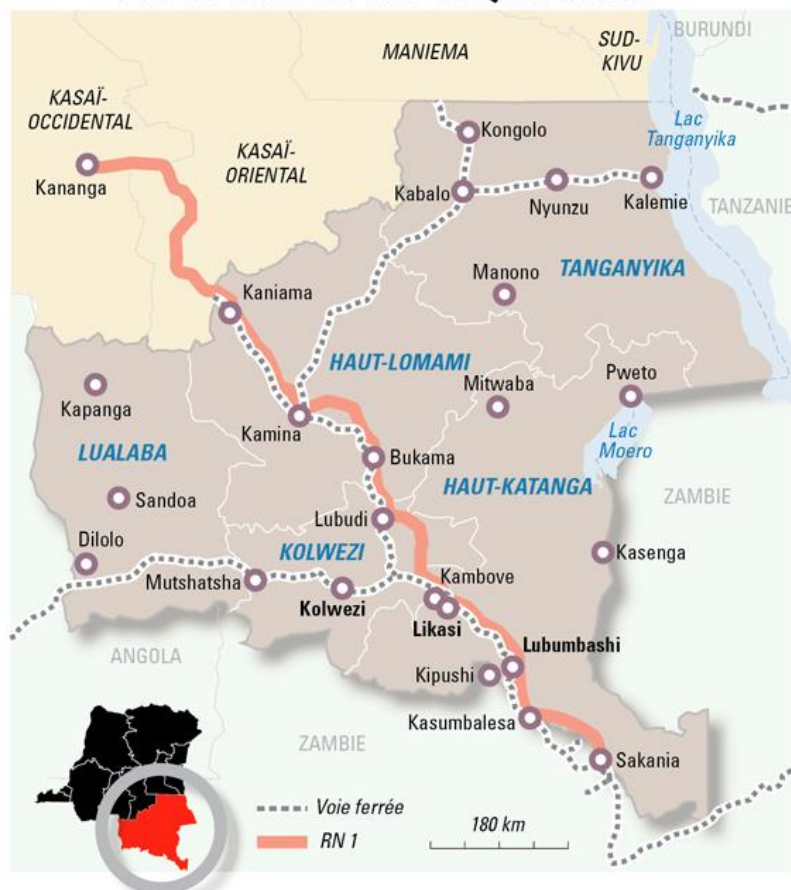 BURUNDI
SUD-
KIVU
MANIEMA
KASAÏ-
OCCIDENTAL
KASAÏ-
ORIENTAL
Lac
Tanganyika
Kongolo
Kananga
Kabalo
Nyunzu
Kalemie
TANZANIE
Manono
TANGANYIKA
Kaniama
HAUT-LOMAMI
Mitwaba
Pweto
Kapanga
Kamina
Lac
Moero
LUALABA
Bukama
HAUT-KATANGA
ZAMBIE
Sandoa
Lubudi
Dilolo
KOLWEZI
Kasenga
Mutshatsha
Kolwezi
Kambove
Likasi
Lubumbashi
ANGOLA
Kipushi
Kasumbalesa
ZAMBIE
Sakania
Voie ferrée
RN 1
180 km